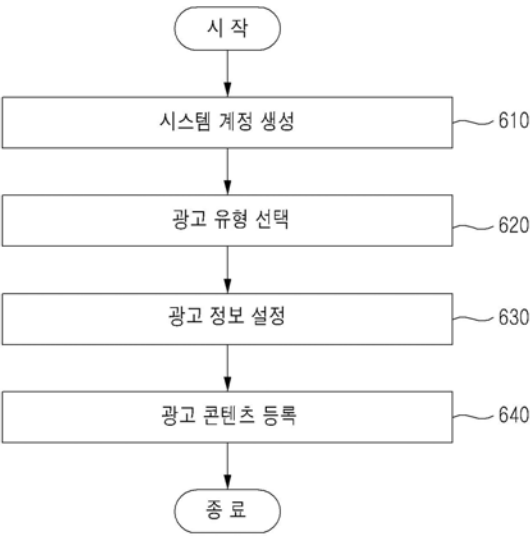 시 작
시스템 계정 생성
610
광고 유형 선택
620
광고 정보 설정
630
광고 콘텐츠 등록
640
종 료